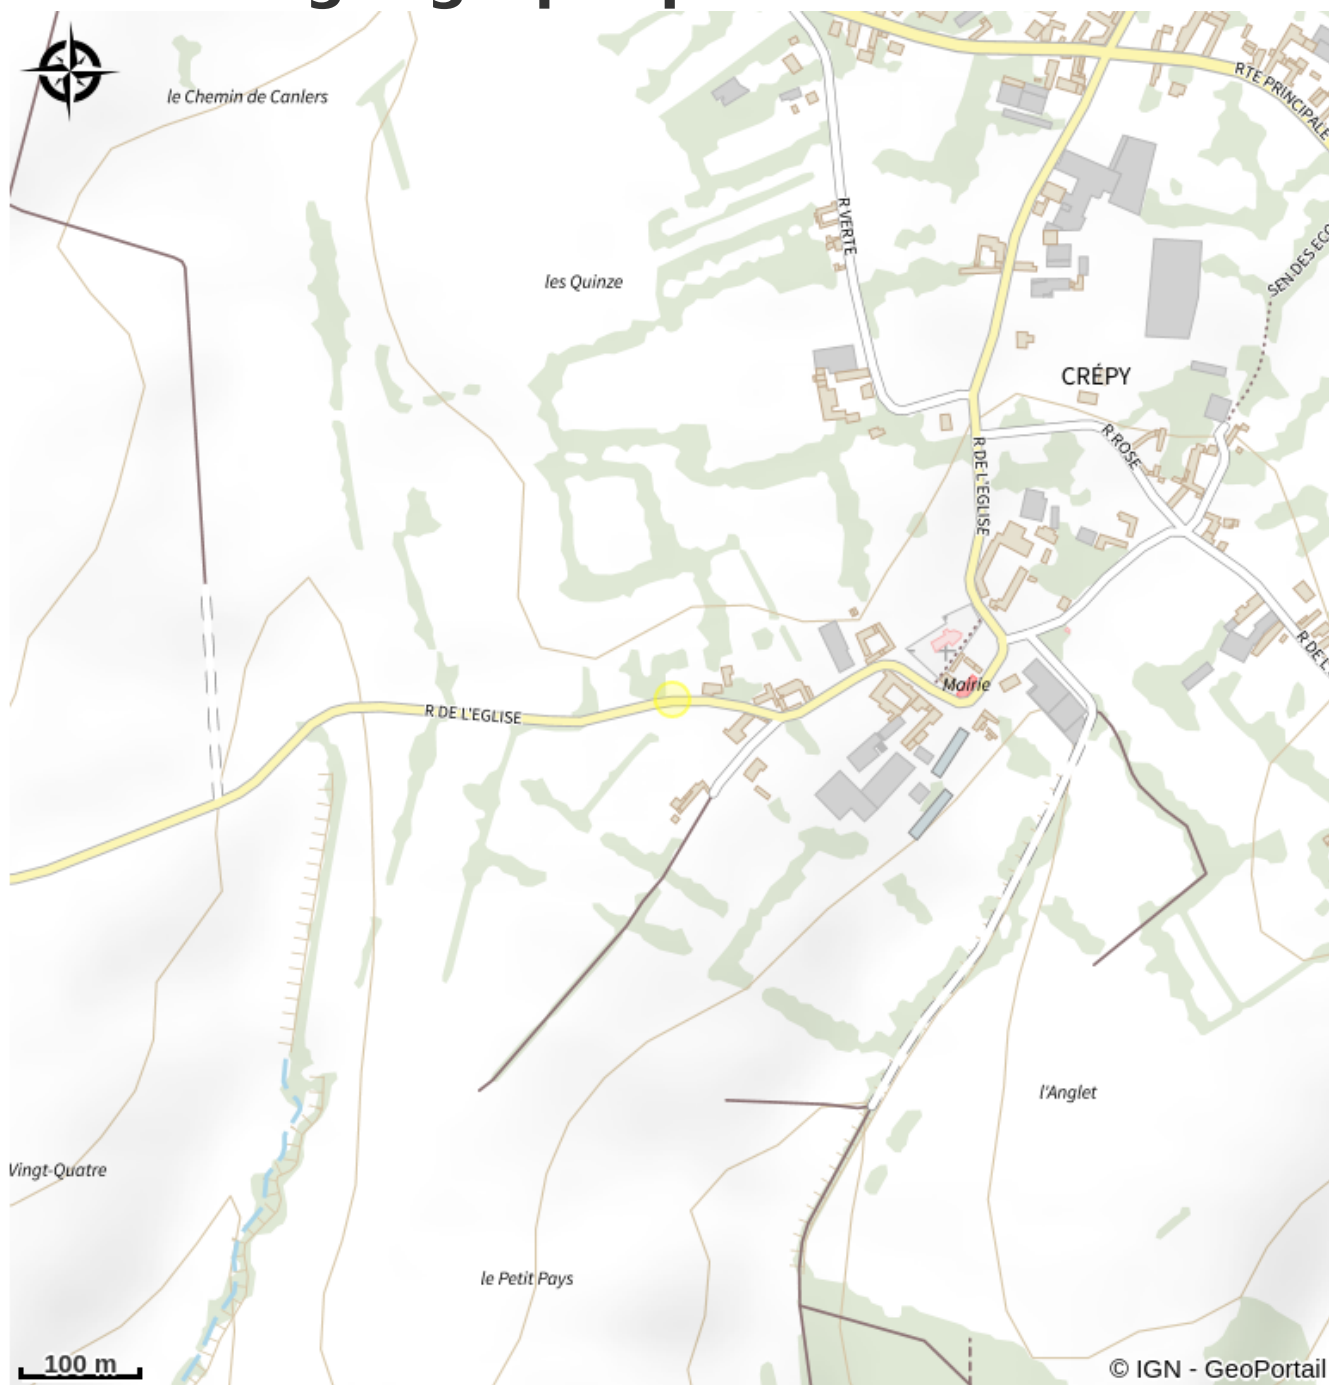 le Chemin de Canlers
RTE PRINCIPALE
R VERTE
SEN DES ECO
les Quinze
CRÉPY
R ROSE
R DE L'EGLISE
R DE L'
Mairie
R DE L'EGLISE
l'Anglet
Vingt-Quatre
le Petit Pays
100 m
© IGN - GeoPortail